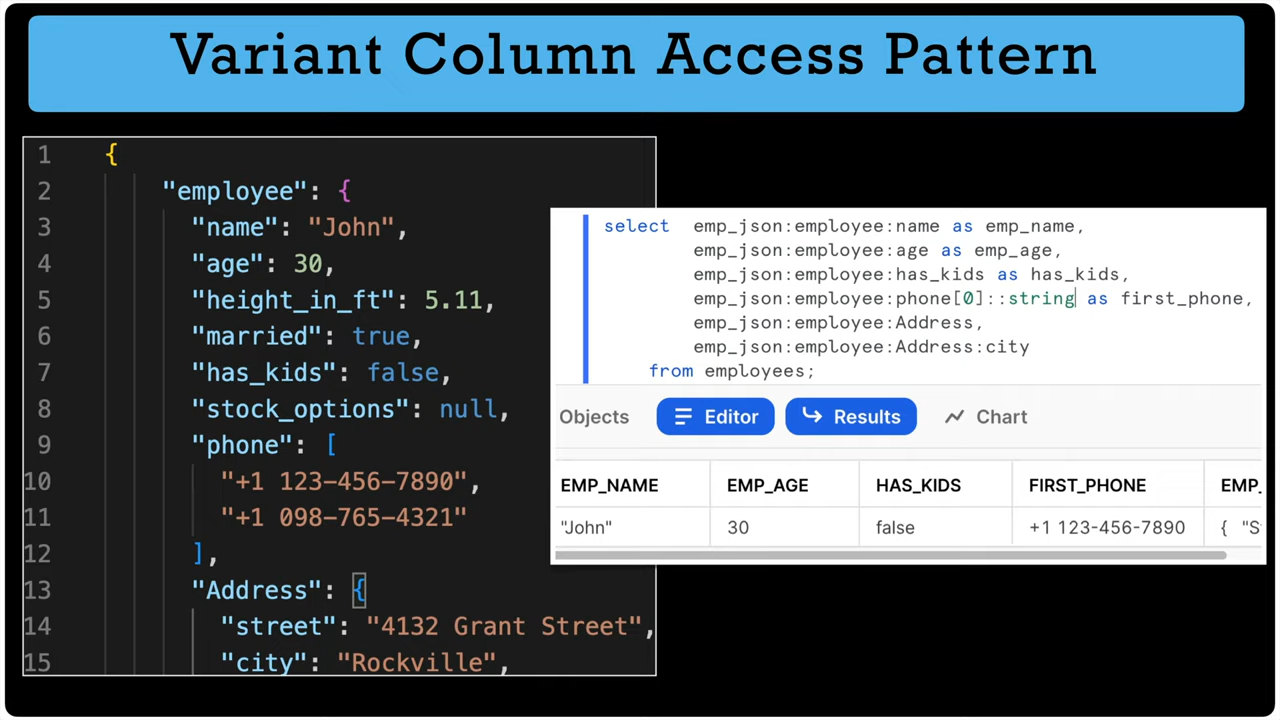 Variant Column Access Pattern
1 {
2 "employee": {
3 "name": "John",
4 "age": 30,
5 "height_in_ft": 5.11,
6 "married": true,
7 "has_kids": false,
8 "stock_options": null,
9 "phone": [
10 "+1 123-456-7890",
11 "+1 098-765-4321"
12 ],
13 "Address": {
14 "street": "4132 Grant Street",
15 "city": "Rockville",
select emp_json:employee:name as emp_name,
emp_json:employee:age as emp_age,
emp_json:employee:has_kids as has_kids,
emp_json:employee:phone[0]::string as first_phone,
emp_json:employee:Address,
emp_json:employee:Address:city
from employees;
Objects Editor Results Chart
EMP_NAME EMP_AGE HAS_KIDS FIRST_PHONE EMP_
"John" 30 false +1 123-456-7890 { "S